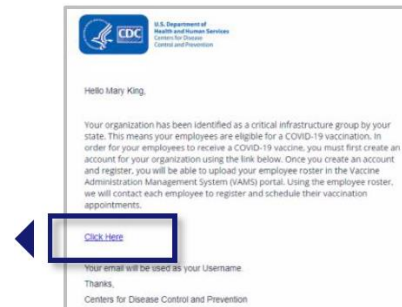 CDC
U.S. Department of
Health and Human Services
Centers for Disease
Control and Prevention
Hello Mary King,
Your organization has been identified as a critical infrastructure group by your
state. This means your employees are eligible for a COVID-19 vaccination. In
order for your employees to receive a COVID-19 vaccine, you must first create an
account for your organization using the link below. Once you create an account
and register, you will be able to upload your employee roster in the Vaccine
Administration Management System (VAMS) portal. Using the employee roster,
we will contact each employee to register and schedule their vaccination
appointments.
Click Here
Your email will be used as your Username.
Thanks,
Centers for Disease Control and Prevention